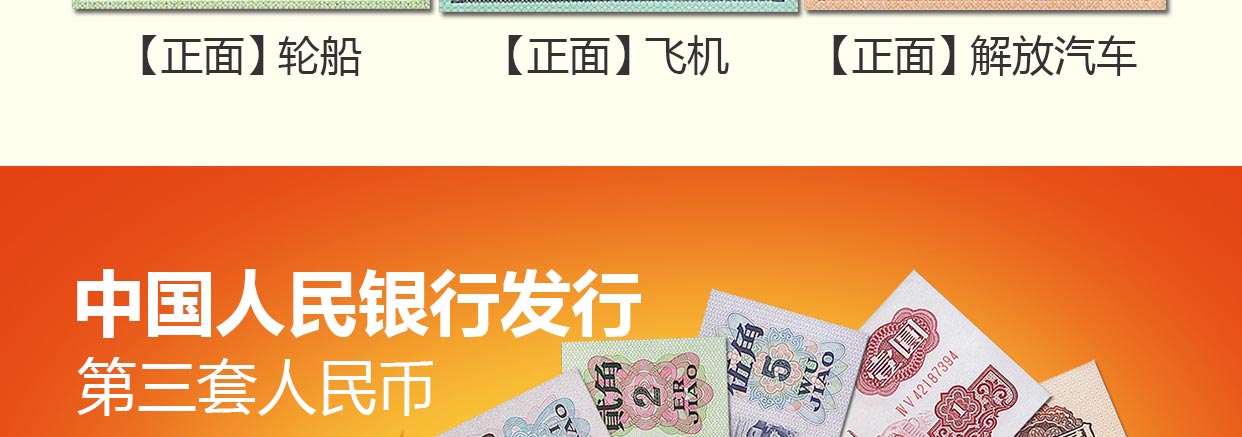 【正面】轮船
【正面】飞机
【正面】解放汽车
中国人民银行发行
第三套人民币
贰角
2
ER
JIAO
伍角
5
WU
JIAO
壹圆
NV42187394
1